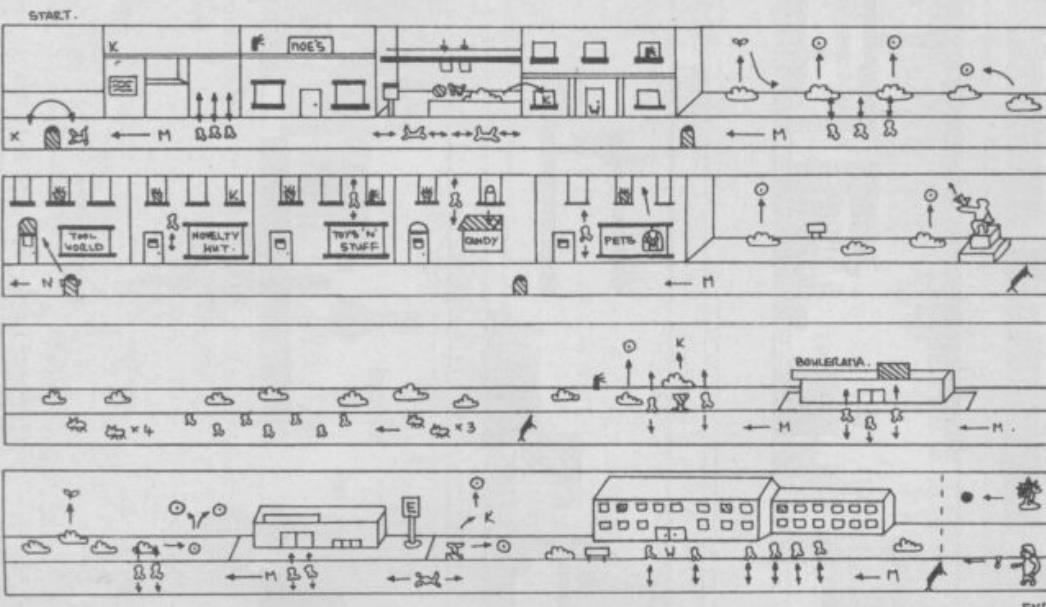 START.
K MOE'S
K
W
X M M
K
TOOL WORLD NOVELTY HUT. TOYS 'N' STUFF CANDY PETS
N M
K
BOWLERAMA.
×4 ×3 M M.
E
K
M W M